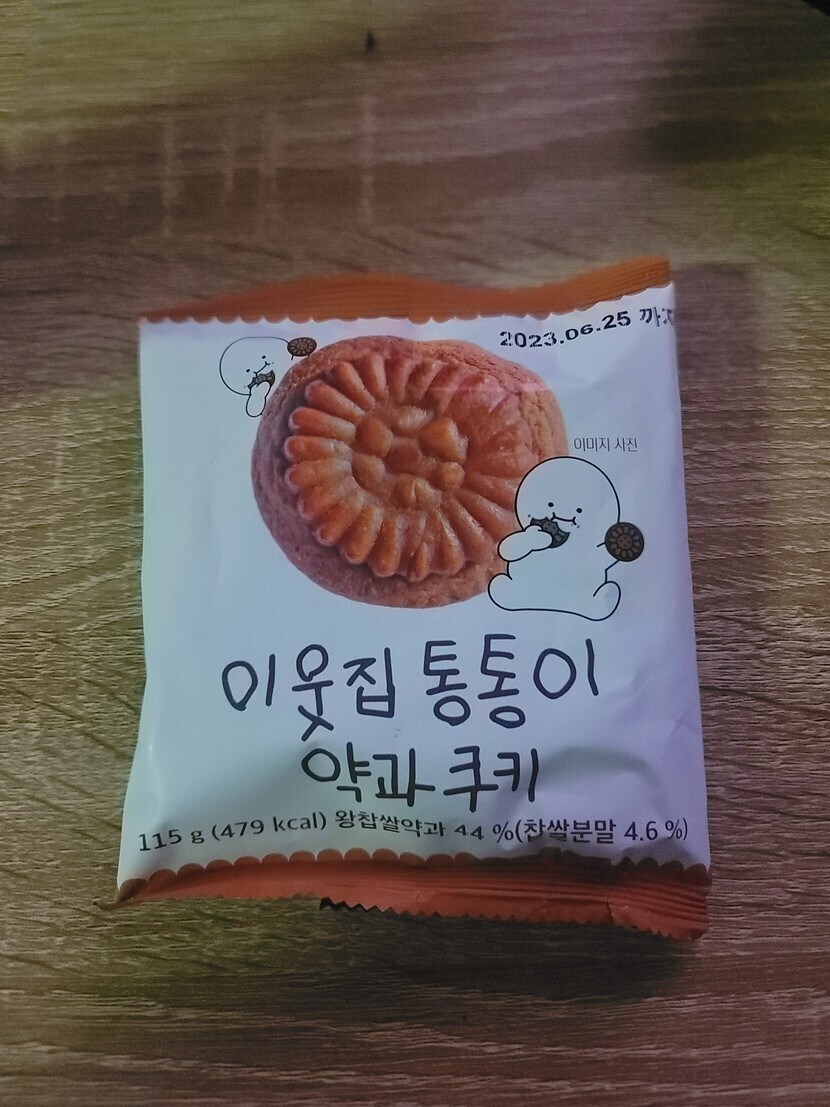 2023.06.25 까지
이미지 사진
이웃집 통통이
약과 쿠키
115 g (479 kcal) 왕찹쌀약과 44 %(찹쌀분말 4.6 %)